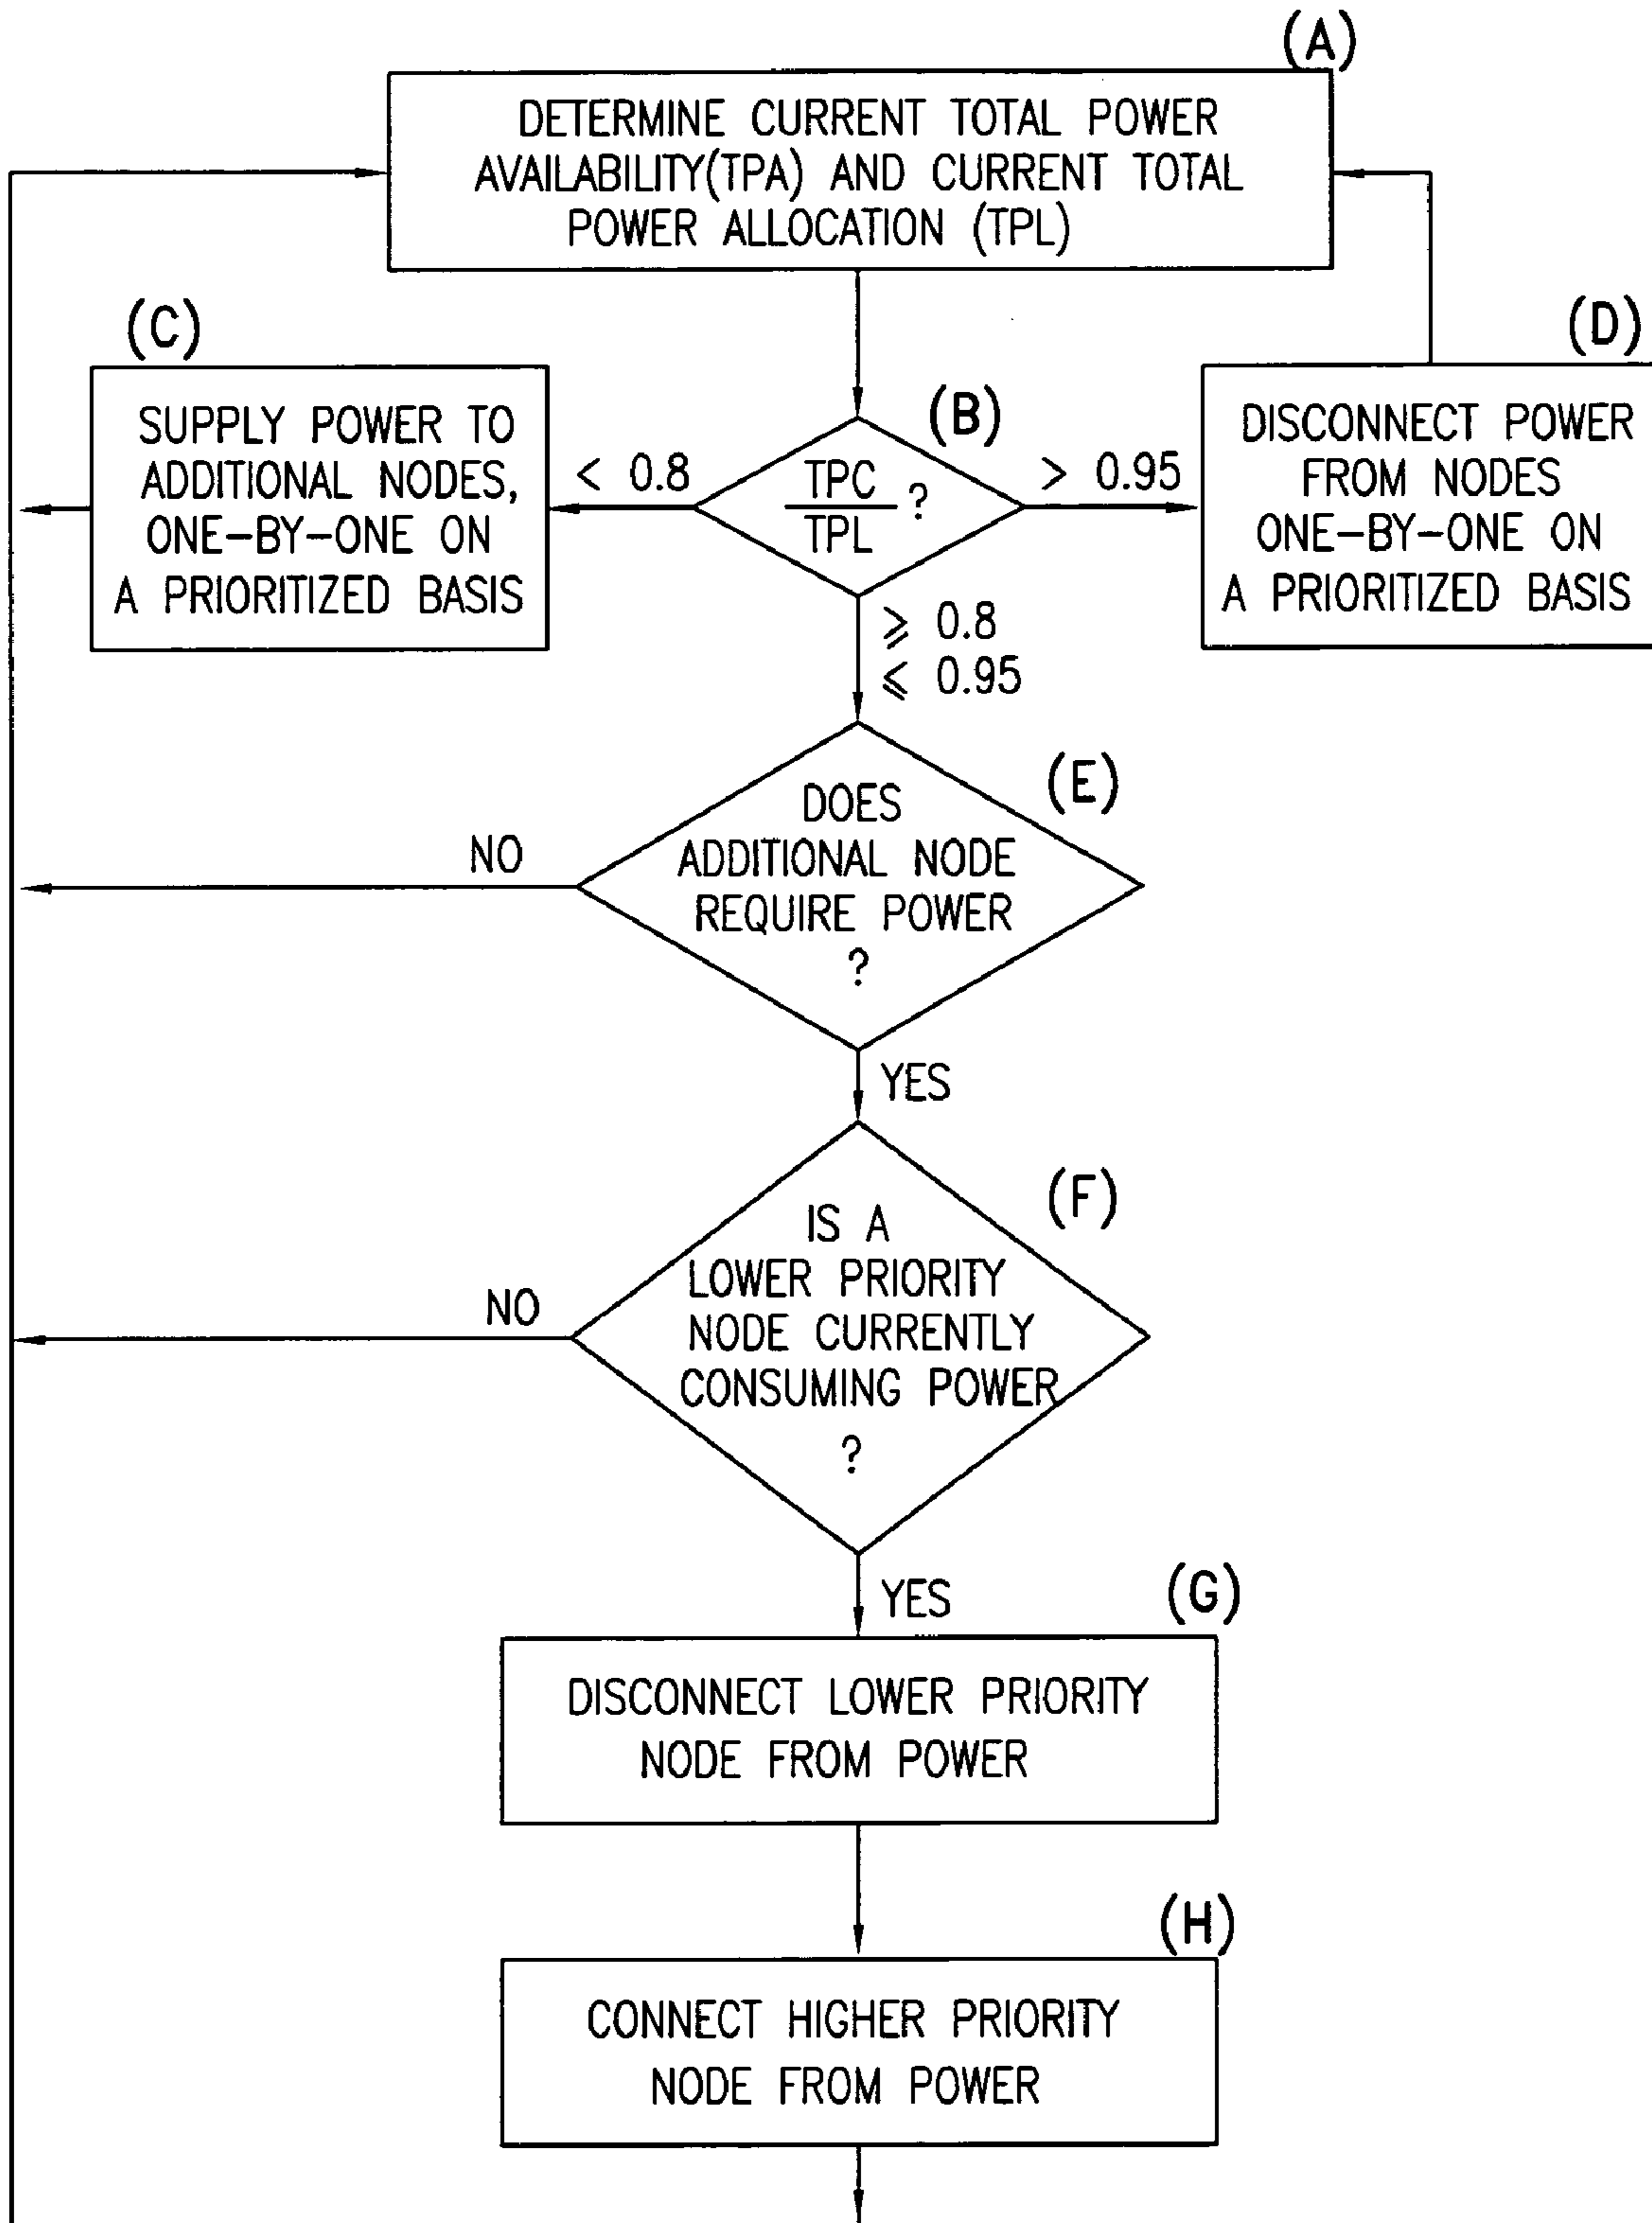 (A)
DETERMINE CURRENT TOTAL POWER
AVAILABILITY(TPA) AND CURRENT TOTAL
POWER ALLOCATION (TPL)
(C)
SUPPLY POWER TO
ADDITIONAL NODES,
ONE-BY-ONE ON
A PRIORITIZED BASIS
< 0.8
(B)
TPC
TPL
?
> 0.95
(D)
DISCONNECT POWER
FROM NODES
ONE-BY-ONE ON
A PRIORITIZED BASIS
⩾ 0.8
⩽ 0.95
(E)
DOES
ADDITIONAL NODE
REQUIRE POWER
?
NO
YES
(F)
IS A
LOWER PRIORITY
NODE CURRENTLY
CONSUMING POWER
?
NO
YES
(G)
DISCONNECT LOWER PRIORITY
NODE FROM POWER
(H)
CONNECT HIGHER PRIORITY
NODE FROM POWER